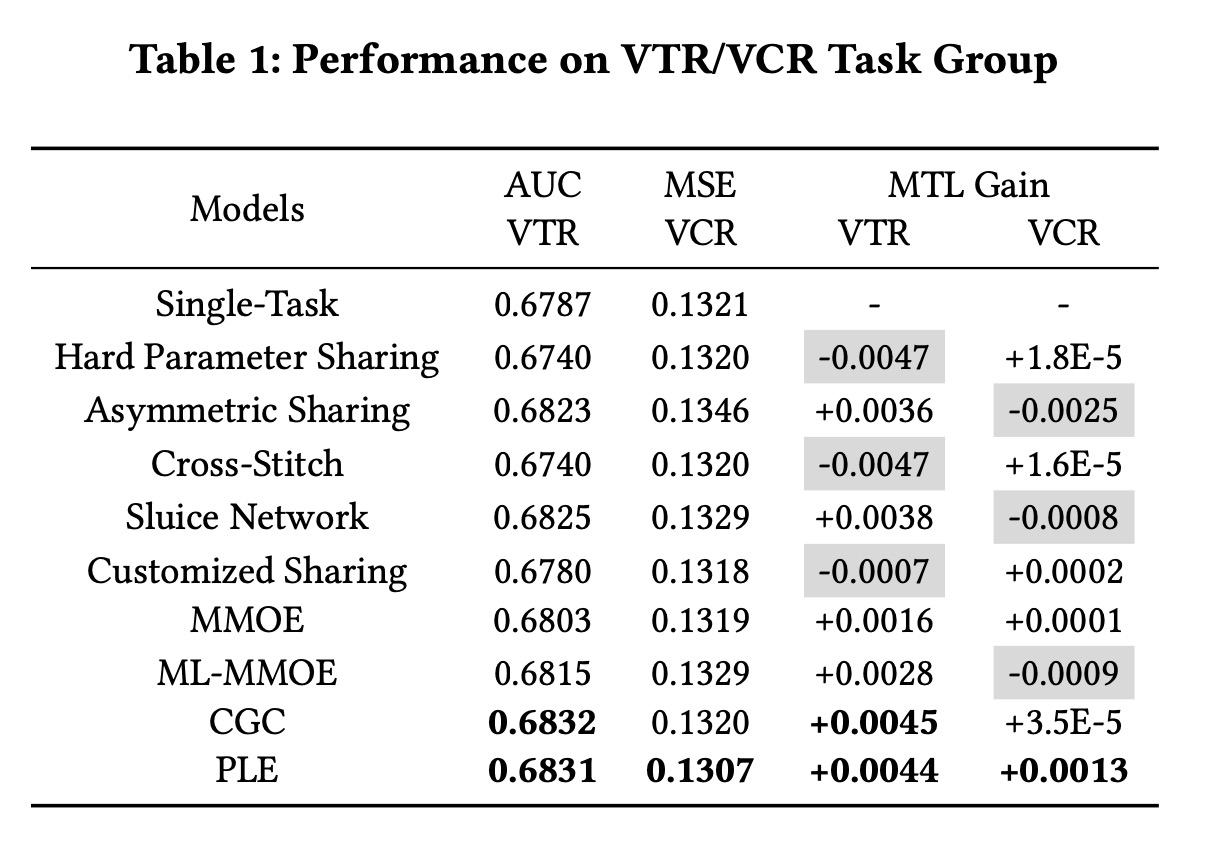 Table 1: Performance on VTR/VCR Task Group
Models AUC VTR MSE VCR MTL Gain VTR VCR
Single-Task 0.6787 0.1321 - -
Hard Parameter Sharing 0.6740 0.1320 -0.0047 +1.8E-5
Asymmetric Sharing 0.6823 0.1346 +0.0036 -0.0025
Cross-Stitch 0.6740 0.1320 -0.0047 +1.6E-5
Sluice Network 0.6825 0.1329 +0.0038 -0.0008
Customized Sharing 0.6780 0.1318 -0.0007 +0.0002
MMOE 0.6803 0.1319 +0.0016 +0.0001
ML-MMOE 0.6815 0.1329 +0.0028 -0.0009
CGC 0.6832 0.1320 +0.0045 +3.5E-5
PLE 0.6831 0.1307 +0.0044 +0.0013